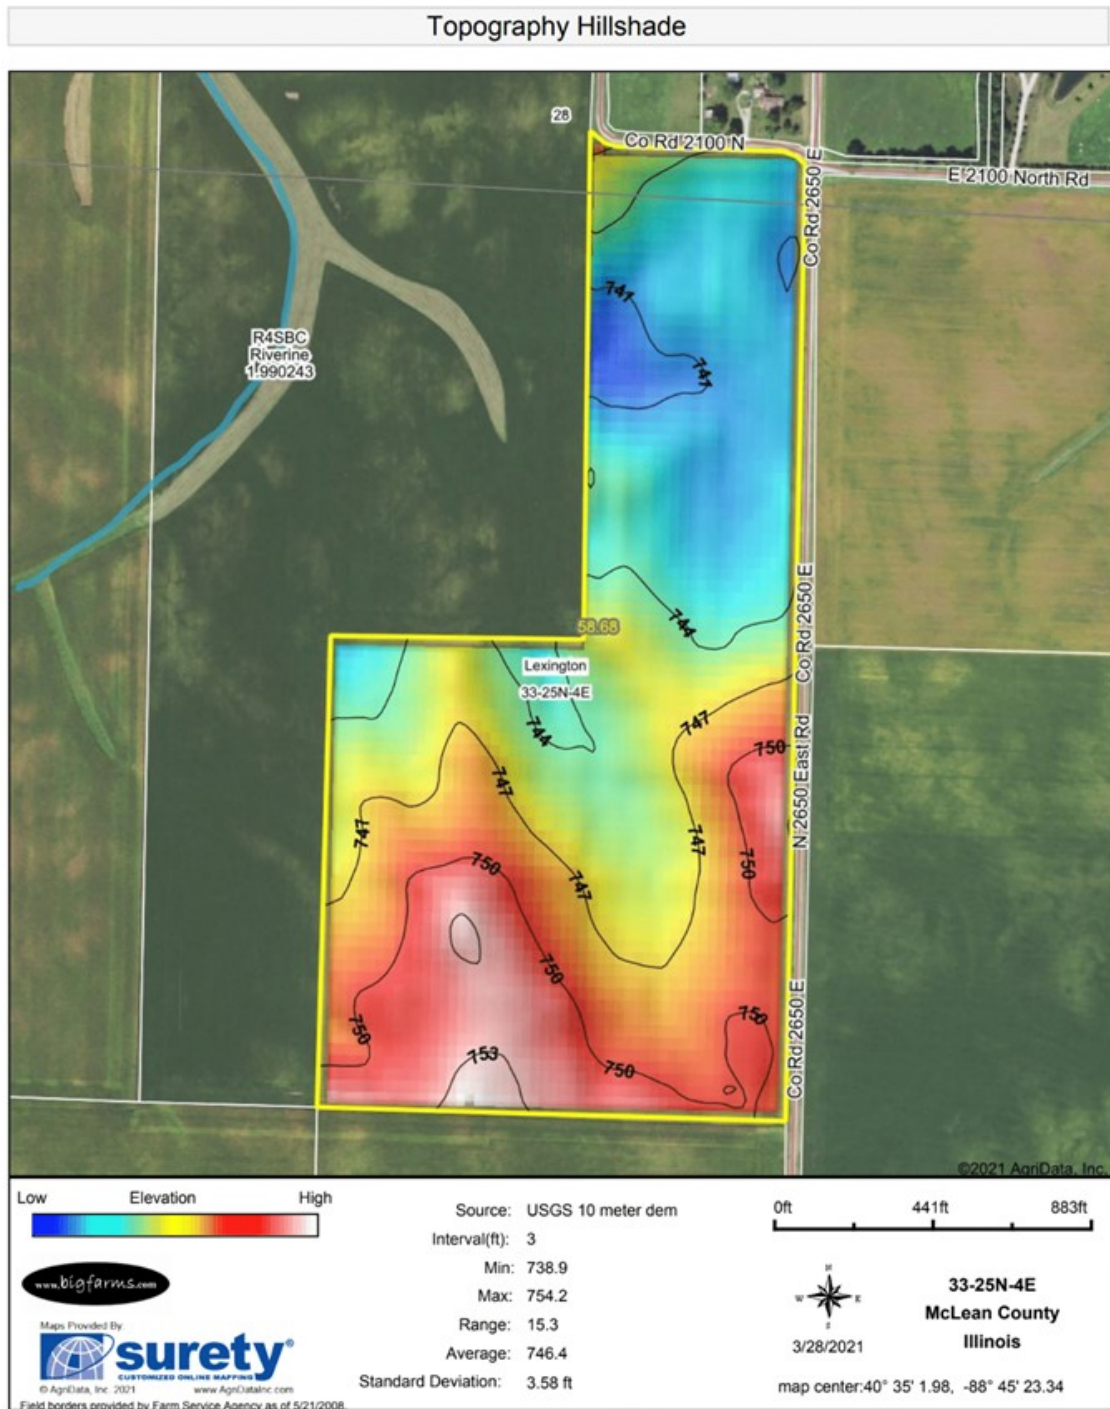 Topography Hillshade
28
Co Rd 2100 N
E 2100 North Rd
Co Rd 2650 E
741
R4SBC
Riverine
1.990243
741
Co Rd 2650 E
744
58.68
Lexington
33-25N-4E
744
747
750
N 2650 East Rd
747
747
747
750
750
747
750
Co Rd 2650 E
750
750
753
750
©2021 AgriData, Inc.
Low Elevation High
Source: USGS 10 meter dem
Interval(ft): 3
Min: 738.9
Max: 754.2
Range: 15.3
Average: 746.4
Standard Deviation: 3.58 ft
0ft 441ft 883ft
N
W E
S
3/28/2021
33-25N-4E
McLean County
Illinois
map center:40° 35' 1.98, -88° 45' 23.34
www.bigfarms.com
Maps Provided By:
surety®
CUSTOMIZED ONLINE MAPPING
© AgriData, Inc. 2021 www.AgriDataInc.com
Field borders provided by Farm Service Agency as of 5/21/2008.